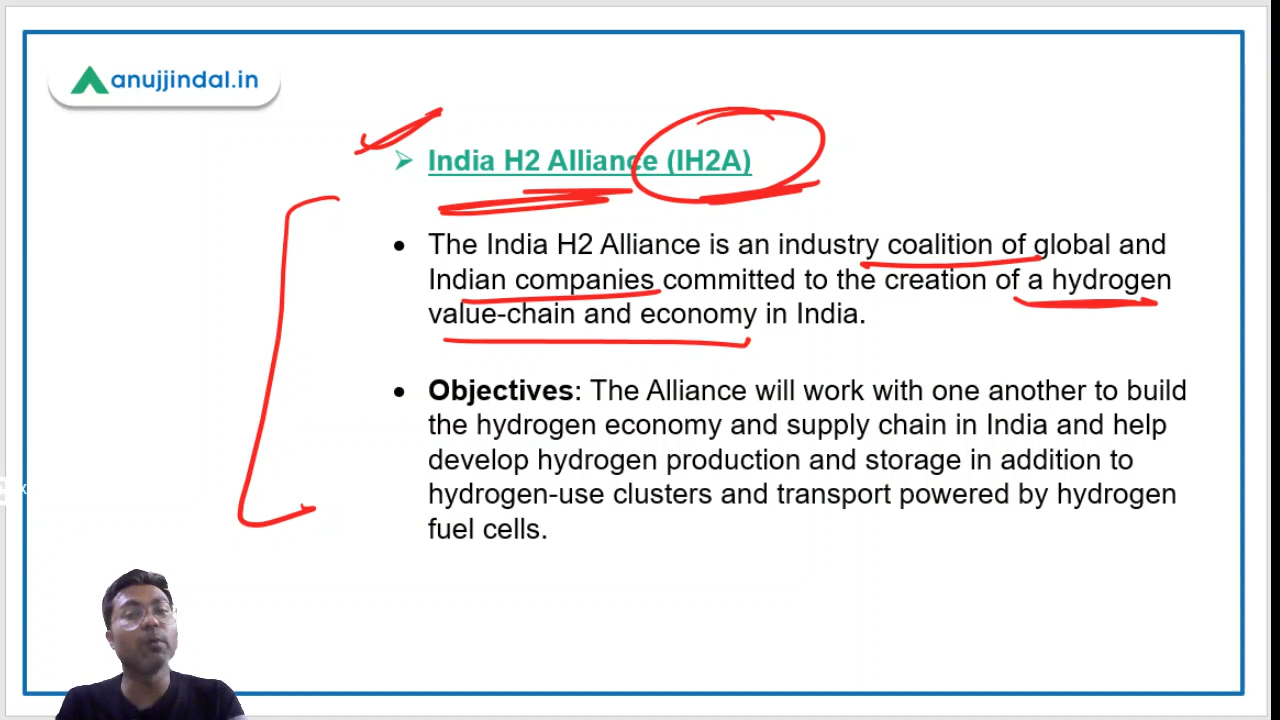 anujjindal.in
➢ India H2 Alliance (IH2A)
• The India H2 Alliance is an industry coalition of global and
Indian companies committed to the creation of a hydrogen
value-chain and economy in India.
• Objectives: The Alliance will work with one another to build
the hydrogen economy and supply chain in India and help
develop hydrogen production and storage in addition to
hydrogen-use clusters and transport powered by hydrogen
fuel cells.